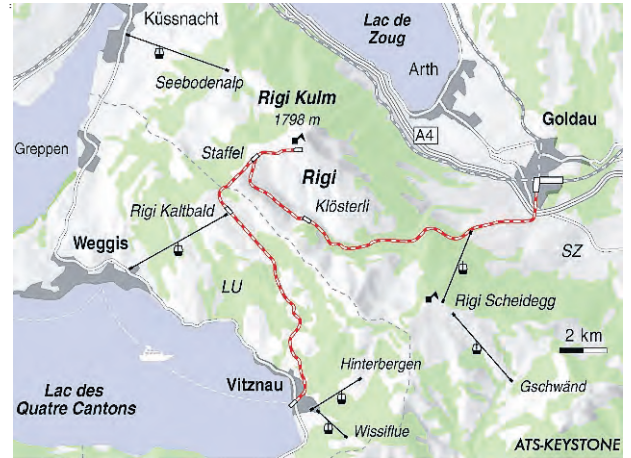 Küssnacht
Lac de
Zoug
Seebodenalp
Arth
Rigi Kulm
1798 m
Goldau
A4
Greppen
Staffel
Rigi
Klösterli
Rigi Kaltbald
Weggis
SZ
LU
Rigi Scheidegg
2 km
Hinterbergen
Vitznau
Gschwänd
Lac des
Quatre Cantons
Wissiflue
ATS-KEYSTONE